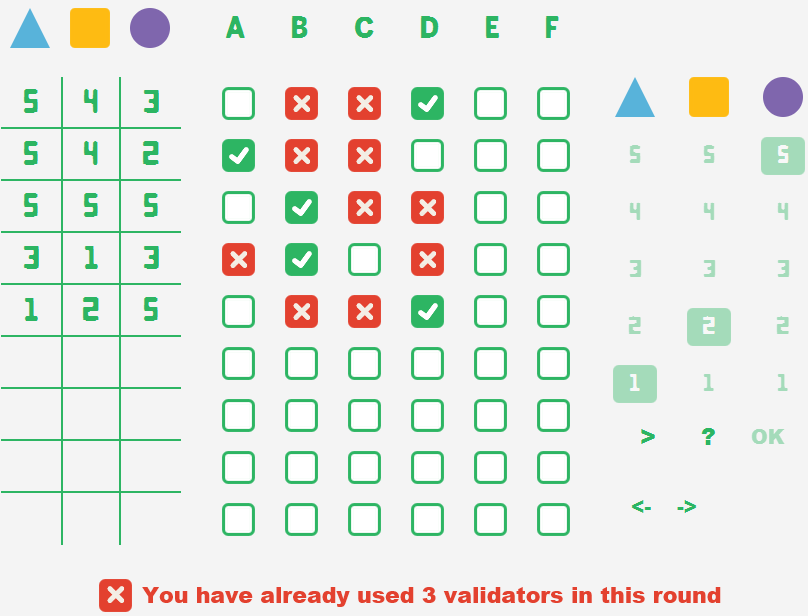 A B C D E F
5 4 3
5 4 2
5 5 5
3 1 3
1 2 5
5 5 5
4 4 4
3 3 3
2 2 2
1 1 1
> ? OK
<- ->
You have already used 3 validators in this round